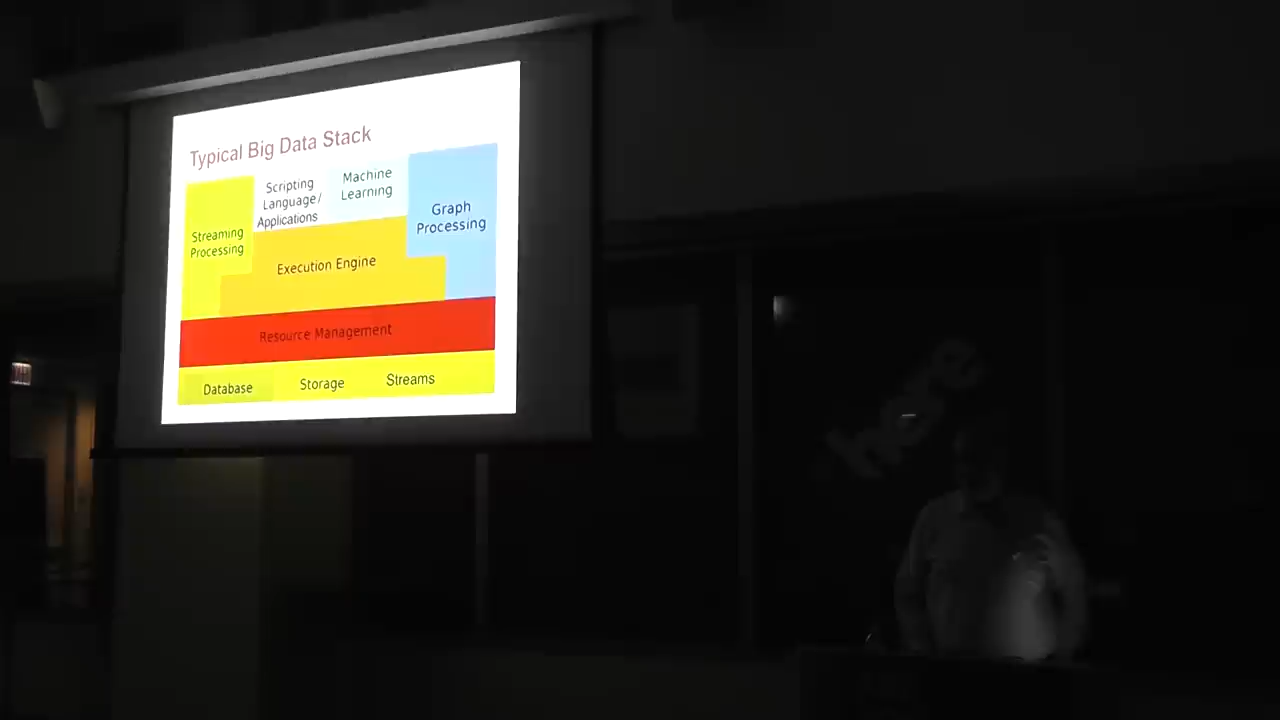 Typical Big Data Stack
Streaming
Processing
Scripting
Language/
Applications
Machine
Learning
Graph
Processing
Execution Engine
Resource Management
Database
Storage
Streams